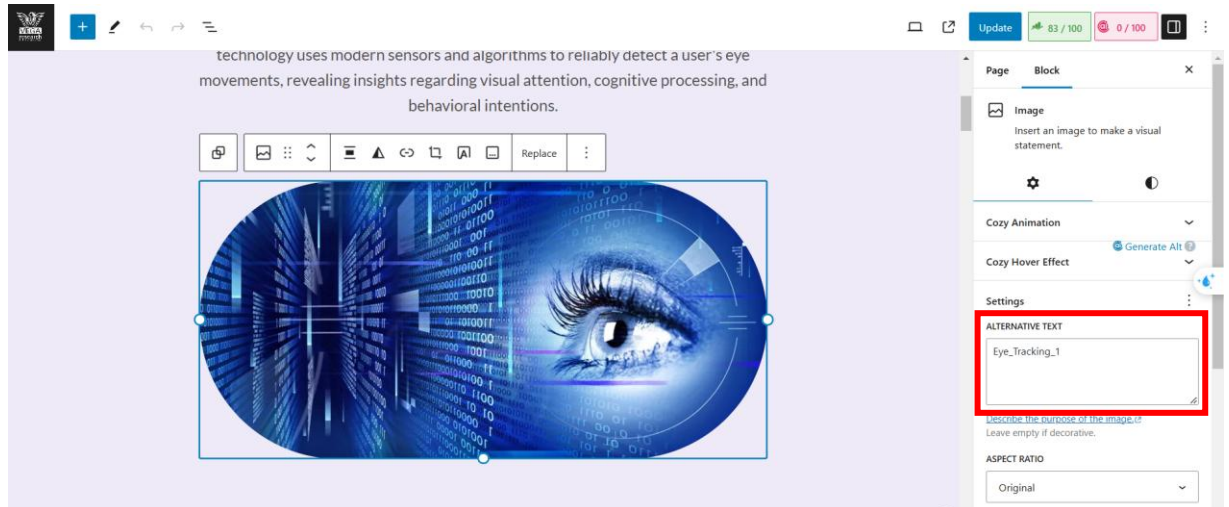 VEGA
research
Update
83 / 100
0 / 100
technology uses modern sensors and algorithms to reliably detect a user's eye
movements, revealing insights regarding visual attention, cognitive processing, and
behavioral intentions.
Replace
Page Block
Image
Insert an image to make a visual
statement.
Cozy Animation
Generate Alt
Cozy Hover Effect
Settings
ALTERNATIVE TEXT
Eye_Tracking_1
Describe the purpose of the image.
Leave empty if decorative.
ASPECT RATIO
Original